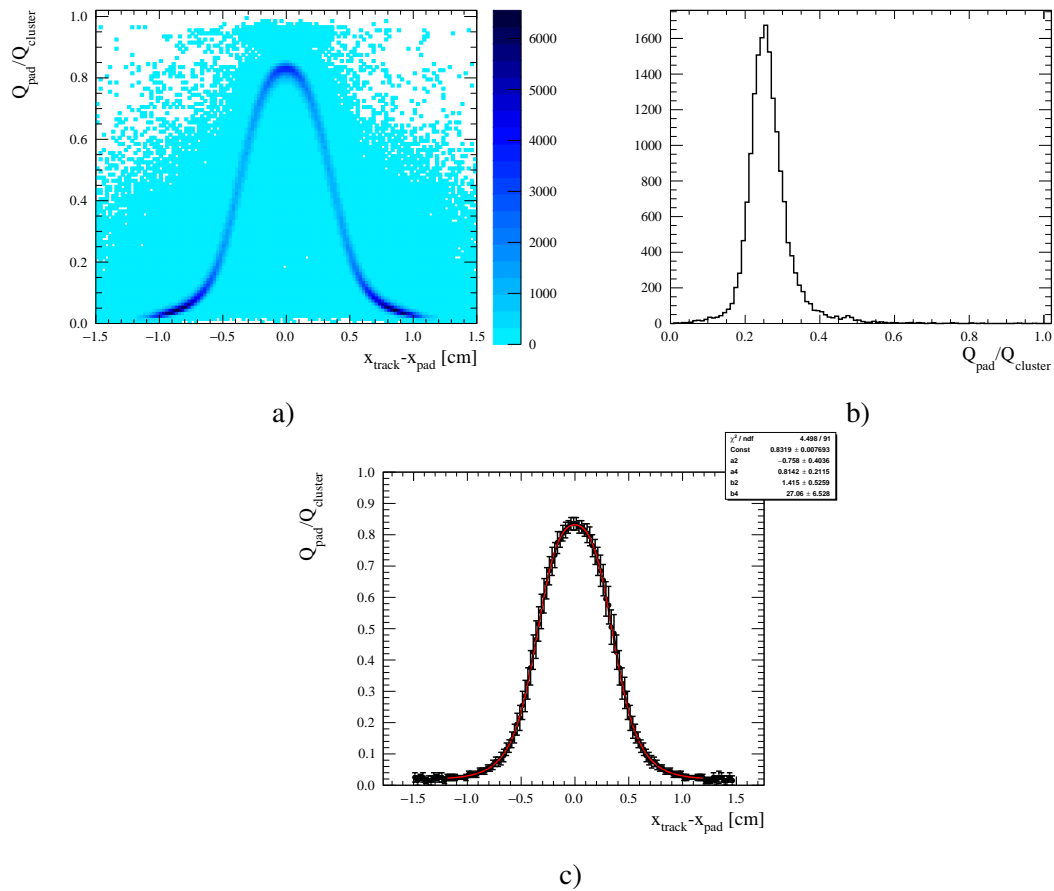 Q_pad/Q_cluster
1.0
0.8
0.6
0.4
0.2
0.0
−1.5 −1.0 −0.5 0.0 0.5 1.0 1.5
x_track-x_pad [cm]
6000
5000
4000
3000
2000
1000
0
a)
1600
1400
1200
1000
800
600
400
200
0
0.0 0.2 0.4 0.6 0.8 1.0
Q_pad/Q_cluster
b)
χ² / ndf 4.498 / 91
Const 0.8319 ± 0.007693
a2 −0.758 ± 0.4036
a4 0.8142 ± 0.2115
b2 1.415 ± 0.5259
b4 27.06 ± 6.528
Q_pad/Q_cluster
1.0
0.9
0.8
0.7
0.6
0.5
0.4
0.3
0.2
0.1
0.0
−1.5 −1.0 −0.5 0.0 0.5 1.0 1.5
x_track-x_pad [cm]
c)